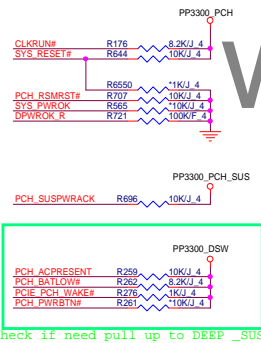 PP3300_PCH
CLKRUN# R176 8.2K/J_4
SYS_RESET# R644 10K/J_4
R6550 *1K/J_4
PCH_RSMRST# R707 10K/J_4
SYS_PWROK R565 *10K/J_4
DPWROK_R R721 100K/F_4
PP3300_PCH_SUS
PCH_SUSPWRACK R696 10K/J_4
PP3300_DSW
PCH_ACPRESENT R259 10K/J_4
PCH_BATLOW# R262 8.2K/J_4
PCIE_PCH_WAKE# R276 1K/J_4
PCH_PWRBTN# R261 *10K/J_4
heck if need pull up to DEEP _SUS